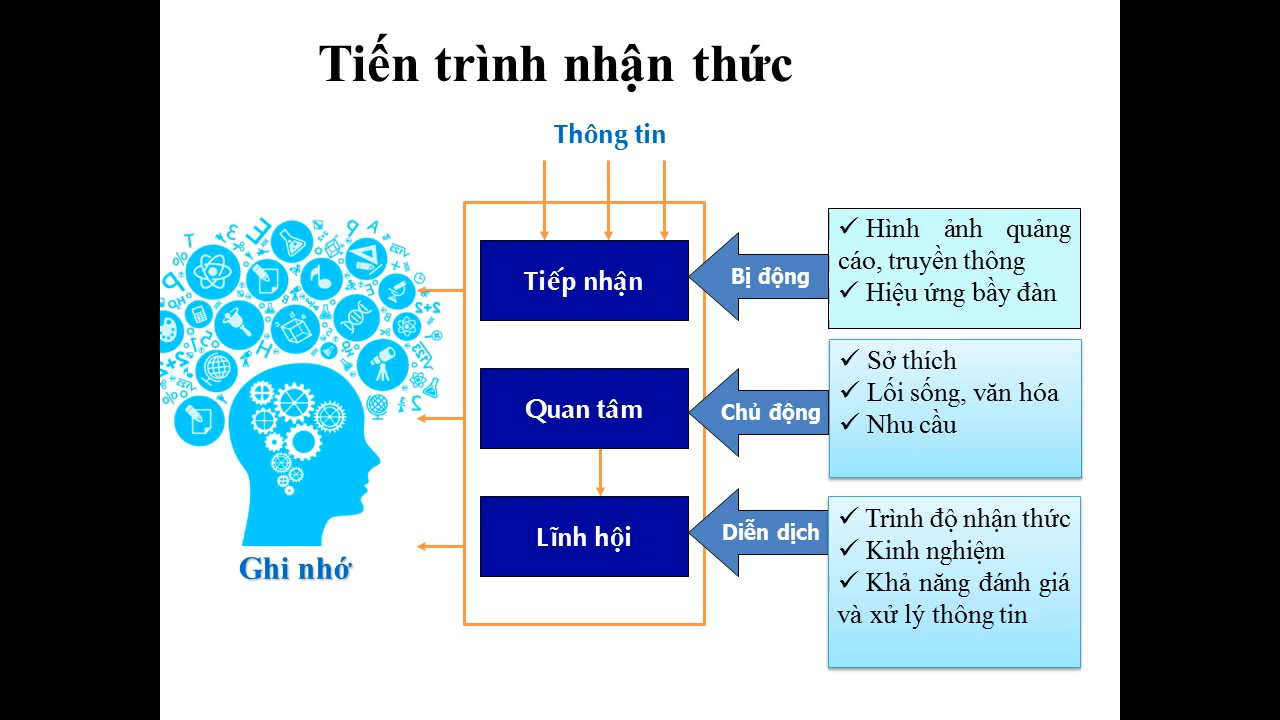 Tiến trình nhận thức
Thông tin
Tiếp nhận
Bị động
✓ Hình ảnh quảng
cáo, truyền thông
✓ Hiệu ứng bầy đàn
Quan tâm
Chủ động
✓ Sở thích
✓ Lối sống, văn hóa
✓ Nhu cầu
Lĩnh hội
Diễn dịch
✓ Trình độ nhận thức
✓ Kinh nghiệm
✓ Khả năng đánh giá
và xử lý thông tin
Ghi nhớ